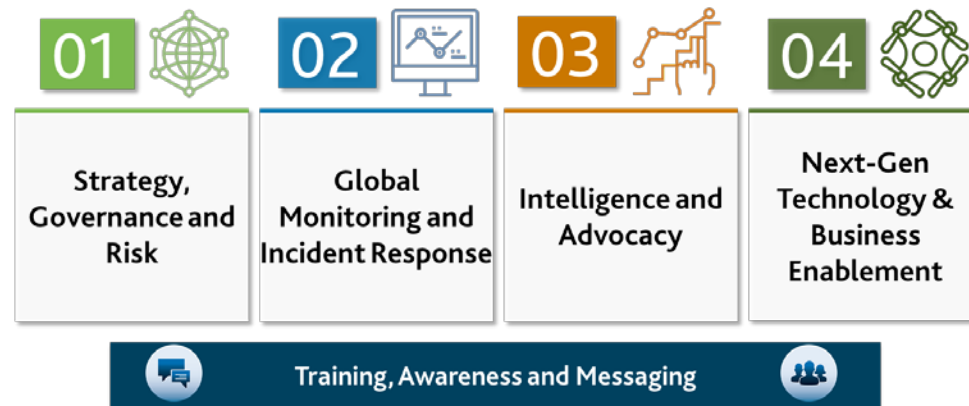 01
02
03
04
Strategy,
Governance and
Risk
Global
Monitoring and
Incident Response
Intelligence and
Advocacy
Next-Gen
Technology &
Business
Enablement
Training, Awareness and Messaging